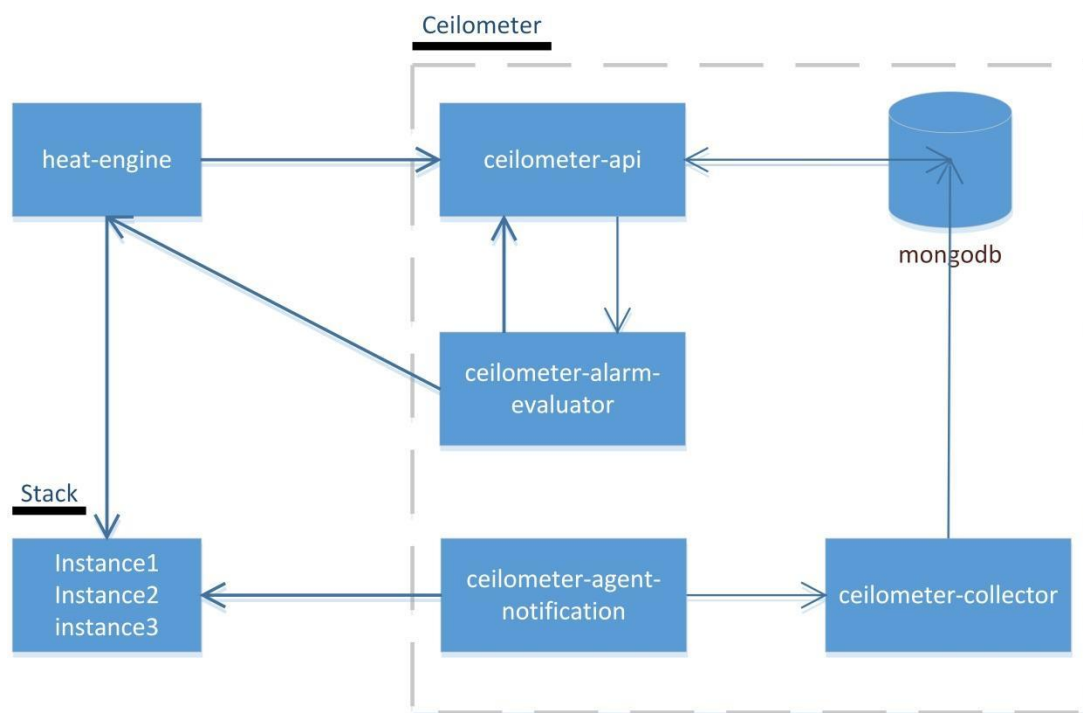 Ceilometer
heat-engine
ceilometer-api
mongodb
ceilometer-alarm-
evaluator
Stack
Instance1
Instance2
instance3
ceilometer-agent-
notification
ceilometer-collector